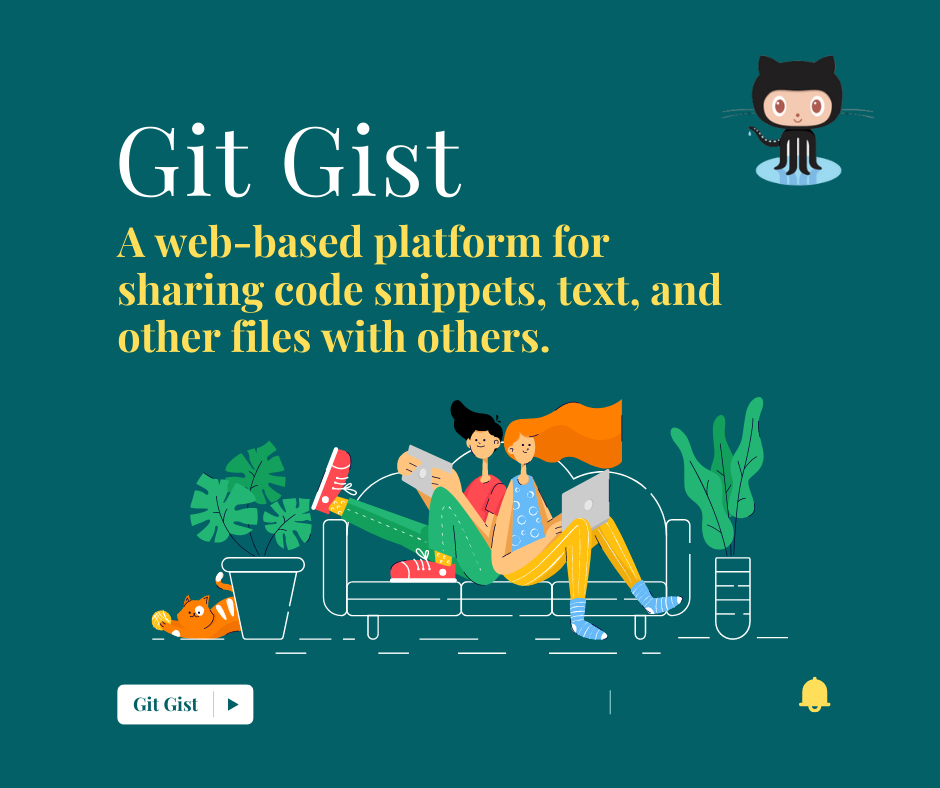 Git Gist
A web-based platform for
sharing code snippets, text, and
other files with others.
Git Gist